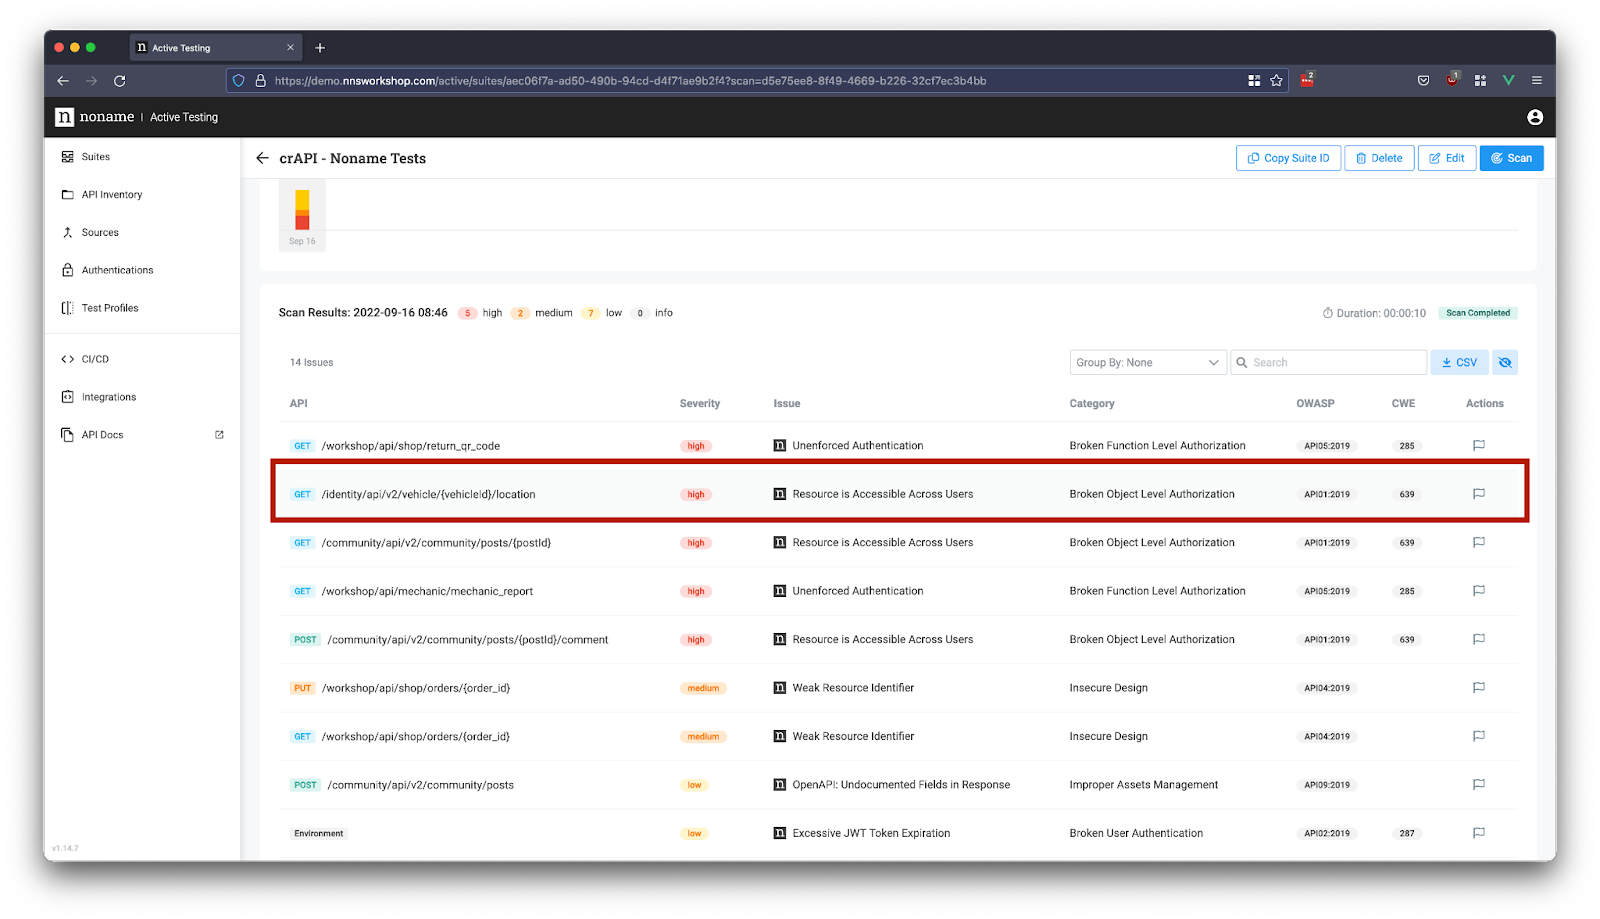 n Active Testing
https://demo.nnsworkshop.com/active/suites/aec06f7a-ad50-490b-94cd-d4f71ae9b2f4?scan=d5e75ee8-8f49-4669-b226-32cf7ec3b4bb
2
1
n noname | Active Testing
Suites
API Inventory
Sources
Authentications
Test Profiles
CI/CD
Integrations
API Docs
v1.14.7
crAPI - Noname Tests
Copy Suite ID Delete Edit Scan
Sep 16
Scan Results: 2022-09-16 08:46 5 high 2 medium 7 low 0 info Duration: 00:00:10 Scan Completed
14 Issues Group By: None Search CSV
API Severity Issue Category OWASP CWE Actions
GET /workshop/api/shop/return_qr_code high n Unenforced Authentication Broken Function Level Authorization API05:2019 285
GET /identity/api/v2/vehicle/{vehicleId}/location high n Resource is Accessible Across Users Broken Object Level Authorization API01:2019 639
GET /community/api/v2/community/posts/{postId} high n Resource is Accessible Across Users Broken Object Level Authorization API01:2019 639
GET /workshop/api/mechanic/mechanic_report high n Unenforced Authentication Broken Function Level Authorization API05:2019 285
POST /community/api/v2/community/posts/{postId}/comment high n Resource is Accessible Across Users Broken Object Level Authorization API01:2019 639
PUT /workshop/api/shop/orders/{order_id} medium n Weak Resource Identifier Insecure Design API04:2019
GET /workshop/api/shop/orders/{order_id} medium n Weak Resource Identifier Insecure Design API04:2019
POST /community/api/v2/community/posts low n OpenAPI: Undocumented Fields in Response Improper Assets Management API09:2019
Environment low n Excessive JWT Token Expiration Broken User Authentication API02:2019 287